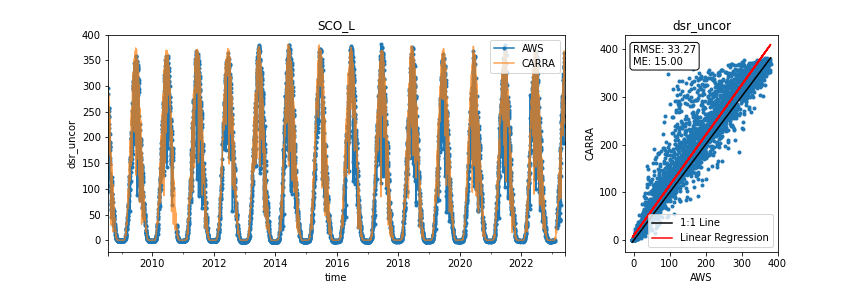 SCO_L
dsr_uncor
400
350
300
250
200
150
100
50
0
2010
2012
2014
2016
2018
2020
2022
time
AWS
CARRA
dsr_uncor
CARRA
400
300
200
100
0
0
100
200
300
400
AWS
RMSE: 33.27
ME: 15.00
1:1 Line
Linear Regression